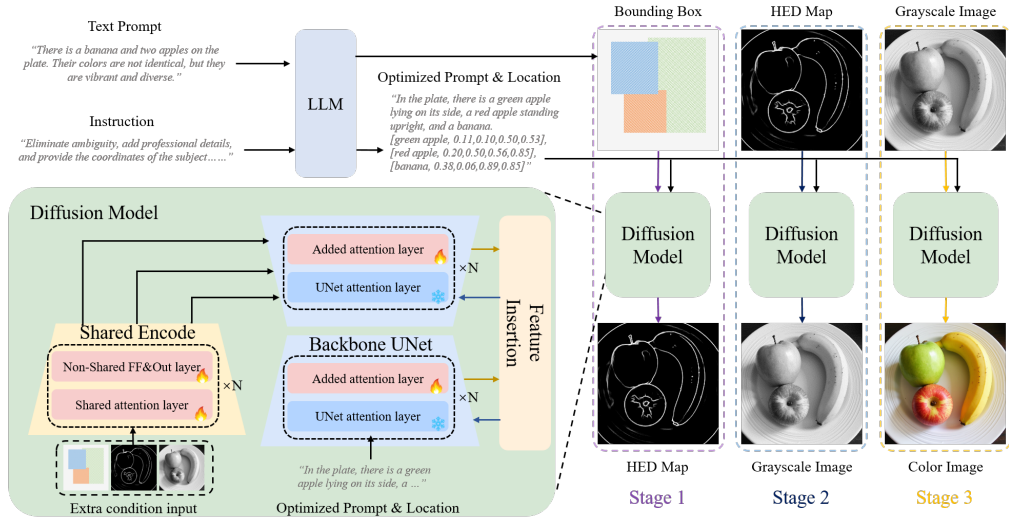 Text Prompt
“There is a banana and two apples on the
plate. Their colors are not identical, but they
are vibrant and diverse.”
Instruction
“Eliminate ambiguity, add professional details,
and provide the coordinates of the subject……”
LLM
Optimized Prompt & Location
“In the plate, there is a green apple
lying on its side, a red apple standing
upright, and a banana.
[green apple, 0.11,0.10,0.50,0.53],
[red apple, 0.20,0.50,0.56,0.85],
[banana, 0.38,0.06,0.89,0.85]”
Bounding Box
HED Map
Grayscale Image
Diffusion
Model
Diffusion
Model
Diffusion
Model
HED Map
Grayscale Image
Color Image
Stage 1
Stage 2
Stage 3
Diffusion Model
Added attention layer
UNet attention layer
×N
Feature
Insertion
Shared Encode
Non-Shared FF&Out layer
Shared attention layer
×N
Extra condition input
Backbone UNet
Added attention layer
UNet attention layer
×N
“In the plate, there is a green
apple lying on its side, a ...”
Optimized Prompt & Location